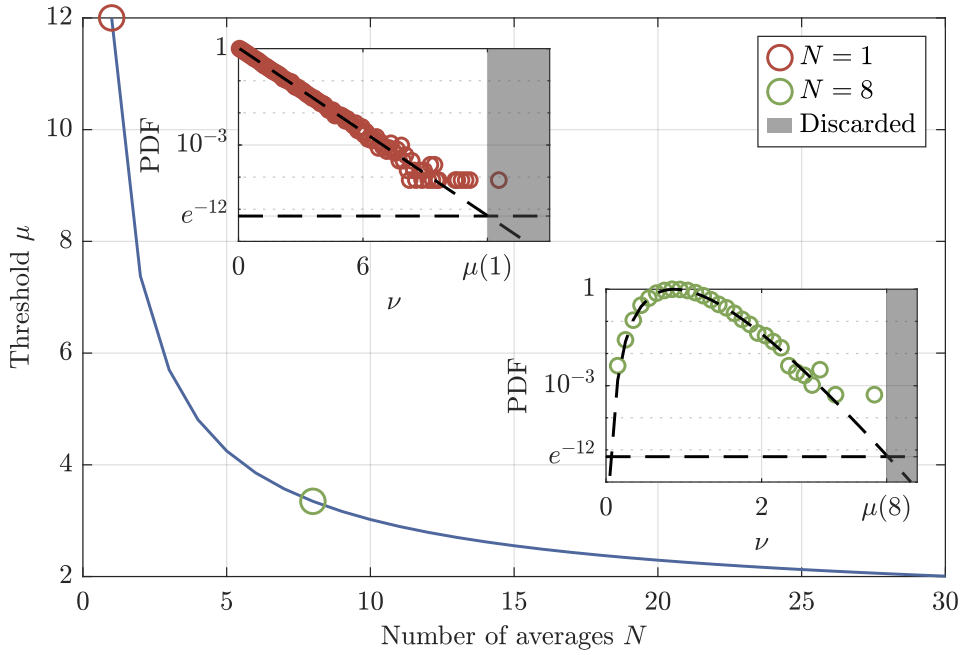 12
10
8
6
4
2
Threshold μ
0
5
10
15
20
25
30
Number of averages N
N = 1
N = 8
Discarded
1
10⁻³
e⁻¹²
PDF
0
6
μ(1)
ν
1
10⁻³
e⁻¹²
PDF
0
2
μ(8)
ν